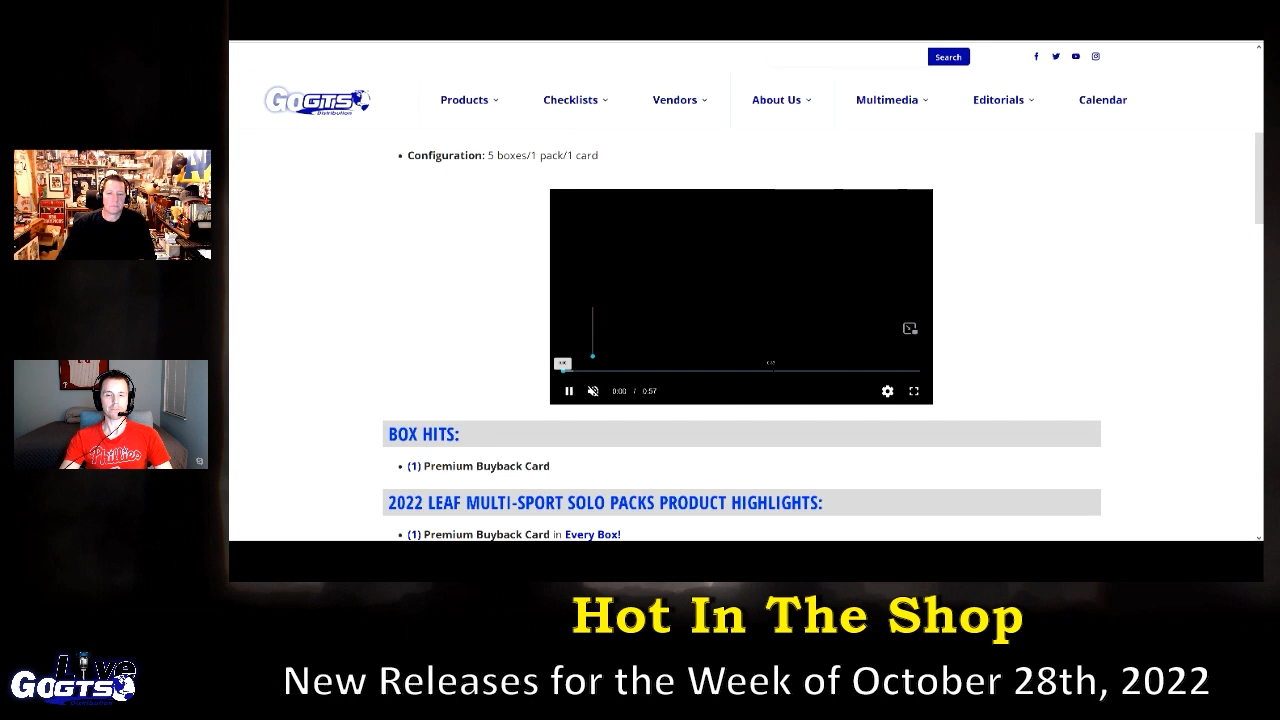 Search
GOGTS
Distribution
Products
Checklists
Vendors
About Us
Multimedia
Editorials
Calendar
• Configuration: 5 boxes/1 pack/1 card
0:00 / 0:57
BOX HITS:
• (1) Premium Buyback Card
2022 LEAF MULTI-SPORT SOLO PACKS PRODUCT HIGHLIGHTS:
• (1) Premium Buyback Card in Every Box!
Phillies
Hot In The Shop
Live
GOGTS
Distribution
New Releases for the Week of October 28th, 2022